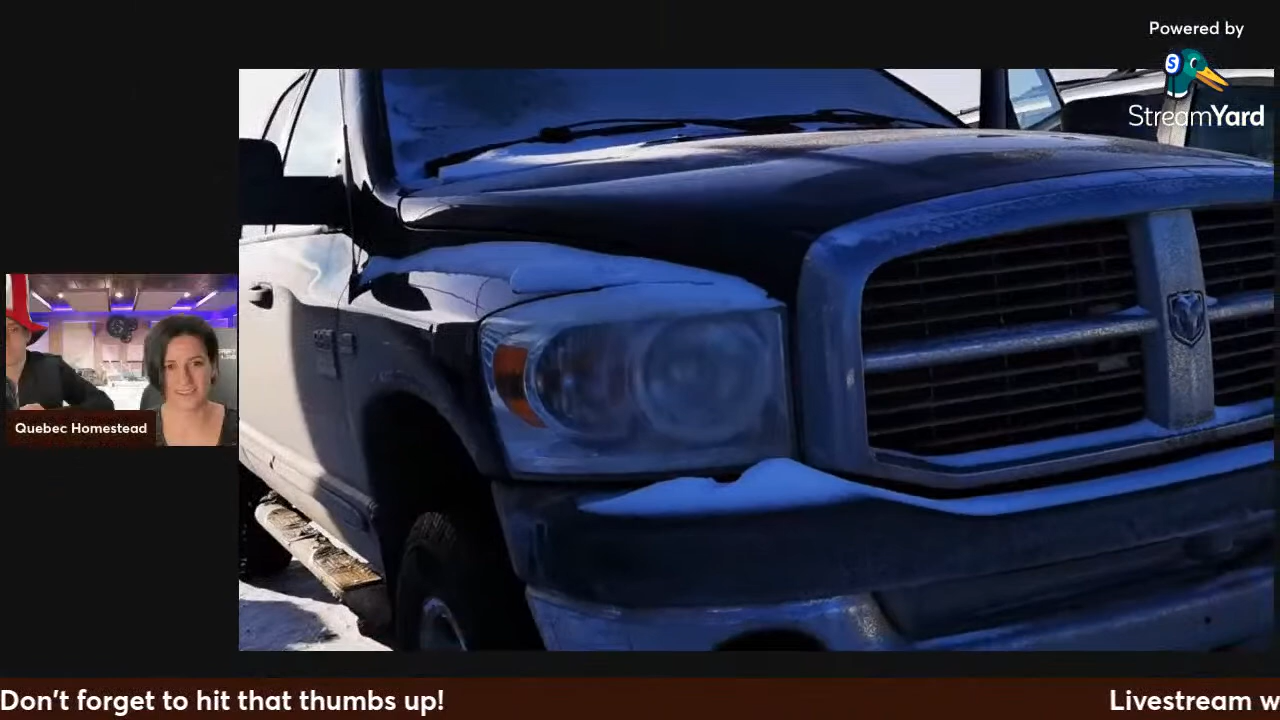 Powered by
StreamYard
Quebec Homestead
Don't forget to hit that thumbs up!
Livestream w